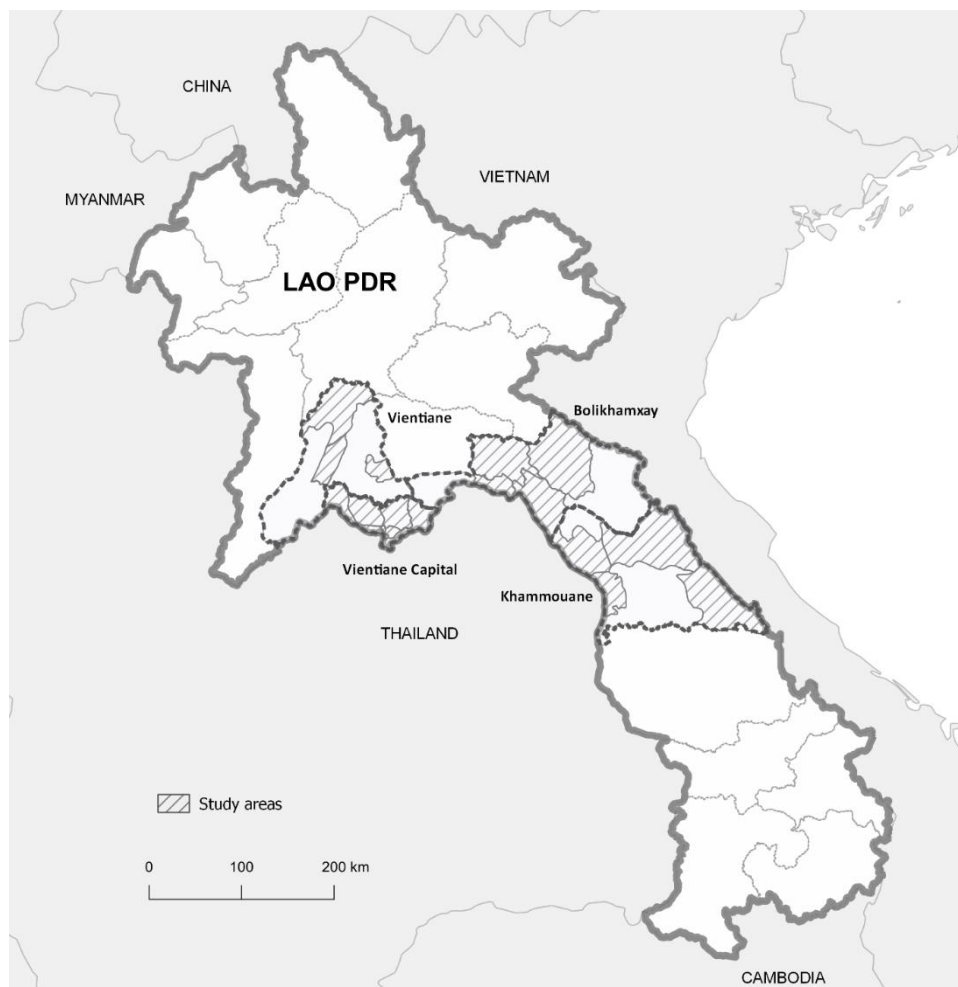 CHINA
MYANMAR
VIETNAM
LAO PDR
Vientiane
Bolikhamxay
Vientiane Capital
Khammouane
THAILAND
Study areas
0 100 200 km
CAMBODIA